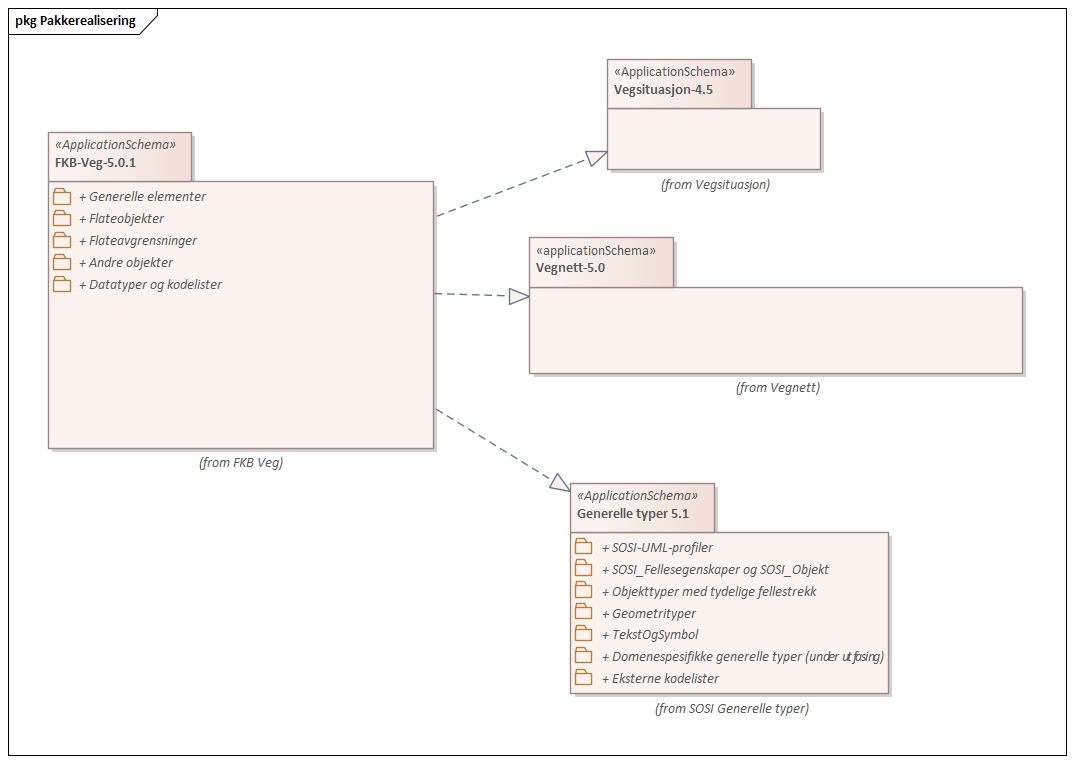 pkg Pakkerealisering
«ApplicationSchema»
Vegsituasjon-4.5
(from Vegsituasjon)
«ApplicationSchema»
FKB-Veg-5.0.1
+ Generelle elementer
+ Flateobjekter
+ Flateavgrensninger
+ Andre objekter
+ Datatyper og kodelister
(from FKB Veg)
«applicationSchema»
Vegnett-5.0
(from Vegnett)
«ApplicationSchema»
Generelle typer 5.1
+ SOSI-UML-profiler
+ SOSI_Fellesegenskaper og SOSI_Objekt
+ Objekttyper med tydelige fellestrekk
+ Geometrityper
+ TekstOgSymbol
+ Domenespesifikke generelle typer (under utfasing)
+ Eksterne kodelister
(from SOSI Generelle typer)